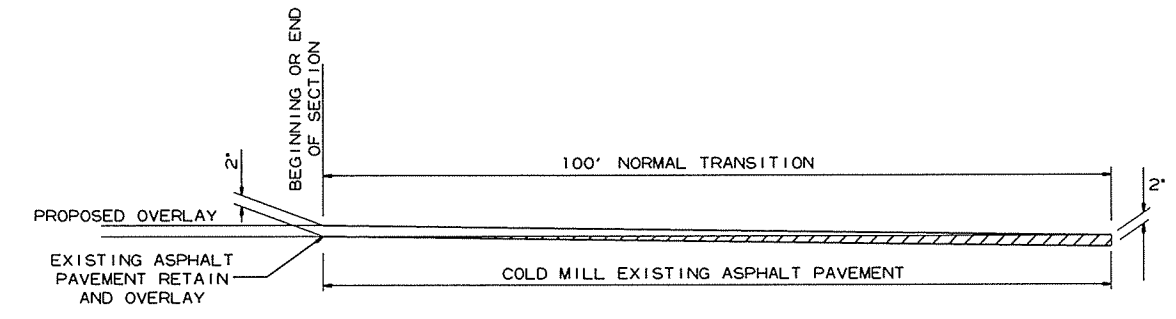 BEGINNING OR END
OF SECTION
2"
100' NORMAL TRANSITION
2"
PROPOSED OVERLAY
EXISTING ASPHALT
PAVEMENT RETAIN
AND OVERLAY
COLD MILL EXISTING ASPHALT PAVEMENT